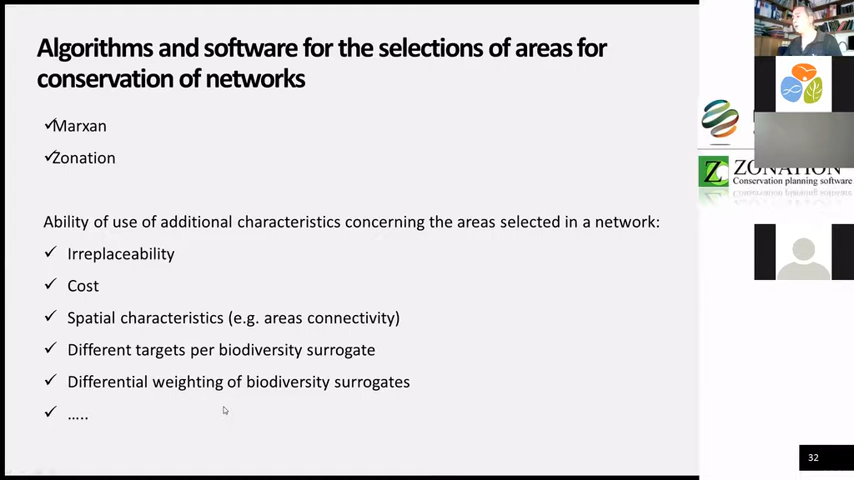 Algorithms and software for the selections of areas for
conservation of networks
✓Marxan
✓Zonation
Ability of use of additional characteristics concerning the areas selected in a network:
✓ Irreplaceability
✓ Cost
✓ Spatial characteristics (e.g. areas connectivity)
✓ Different targets per biodiversity surrogate
✓ Differential weighting of biodiversity surrogates
✓ .....
Z ZONATION
Conservation planning software
32